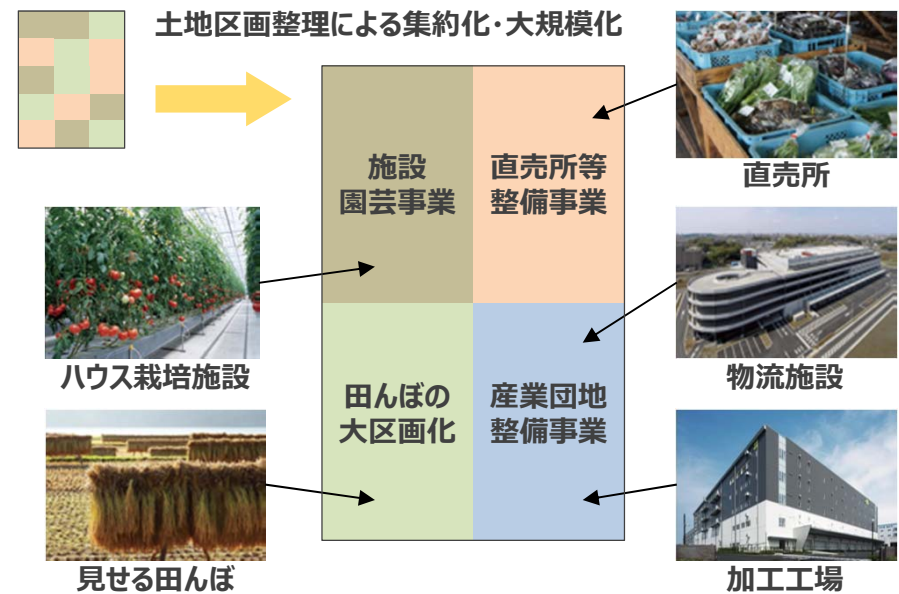 土地区画整理による集約化・大規模化
施設
園芸事業
直売所等
整備事業
直売所
ハウス栽培施設
田んぼの
大区画化
産業団地
整備事業
物流施設
見せる田んぼ
加工工場